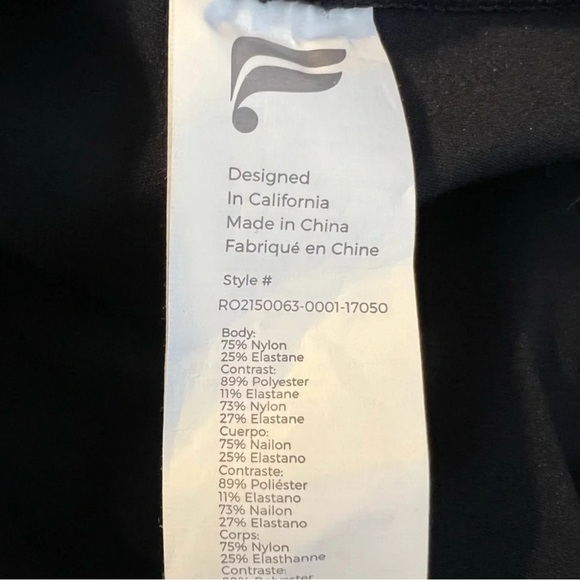 Designed
In California
Made in China
Fabriqué en Chine
Style #
RO2150063-0001-17050
Body:
75% Nylon
25% Elastane
Contrast:
89% Polyester
11% Elastane
73% Nylon
27% Elastane
Cuerpo:
75% Nailon
25% Elastano
Contraste:
89% Poliéster
11% Elastano
73% Nailon
27% Elastano
Corps:
75% Nylon
25% Elasthanne
Contraste:
89% Polyester